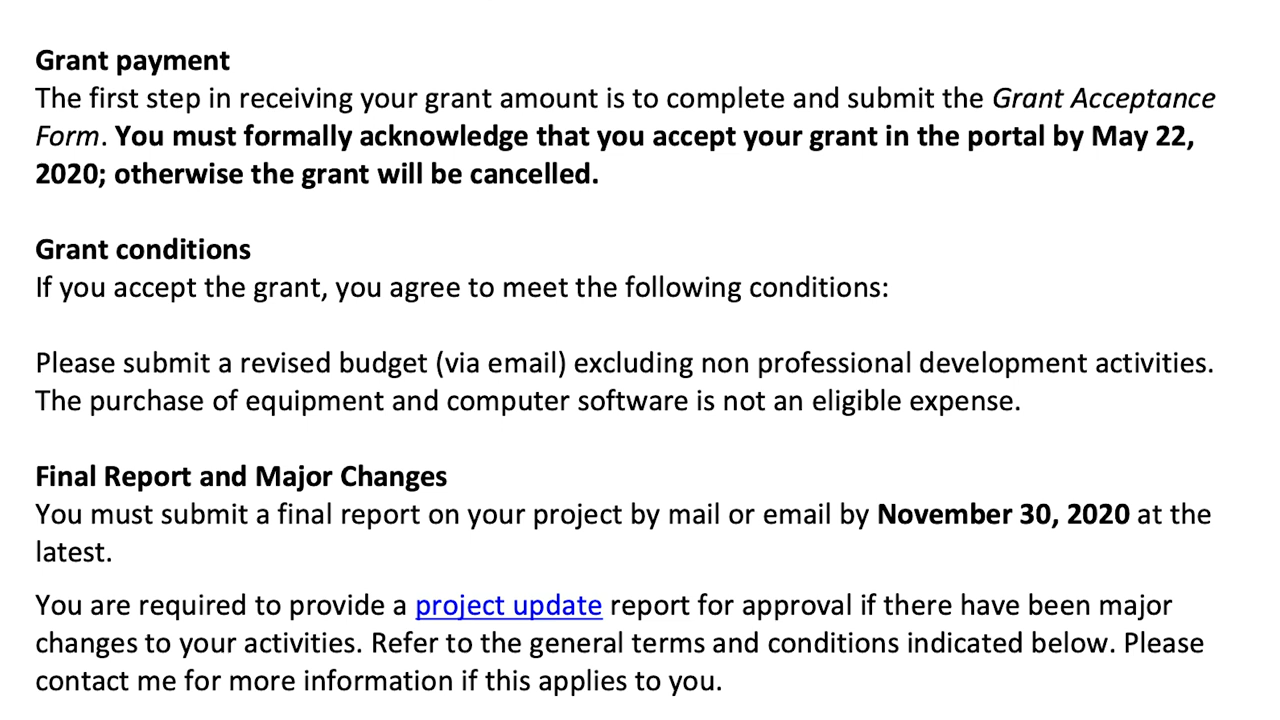 Grant payment
The first step in receiving your grant amount is to complete and submit the Grant Acceptance
Form. You must formally acknowledge that you accept your grant in the portal by May 22,
2020; otherwise the grant will be cancelled.
Grant conditions
If you accept the grant, you agree to meet the following conditions:
Please submit a revised budget (via email) excluding non professional development activities.
The purchase of equipment and computer software is not an eligible expense.
Final Report and Major Changes
You must submit a final report on your project by mail or email by November 30, 2020 at the
latest.
You are required to provide a project update report for approval if there have been major
changes to your activities. Refer to the general terms and conditions indicated below. Please
contact me for more information if this applies to you.